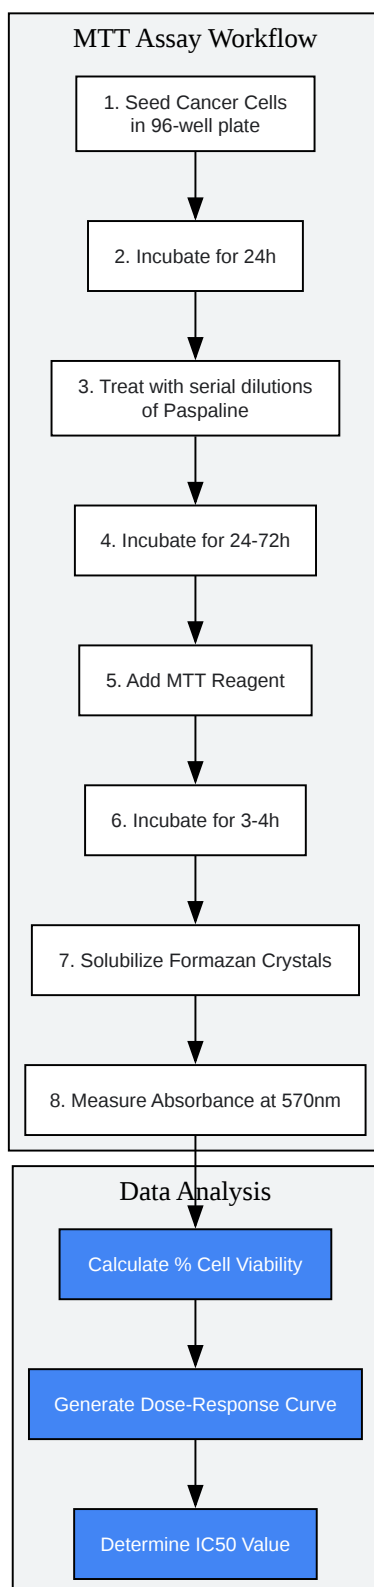 MTT Assay Workflow
1. Seed Cancer Cells
in 96-well plate
2. Incubate for 24h
3. Treat with serial dilutions
of Paspaline
4. Incubate for 24-72h
5. Add MTT Reagent
6. Incubate for 3-4h
7. Solubilize Formazan Crystals
8. Measure Absorbance at 570nm
Data Analysis
Calculate % Cell Viability
Generate Dose-Response Curve
Determine IC50 Value